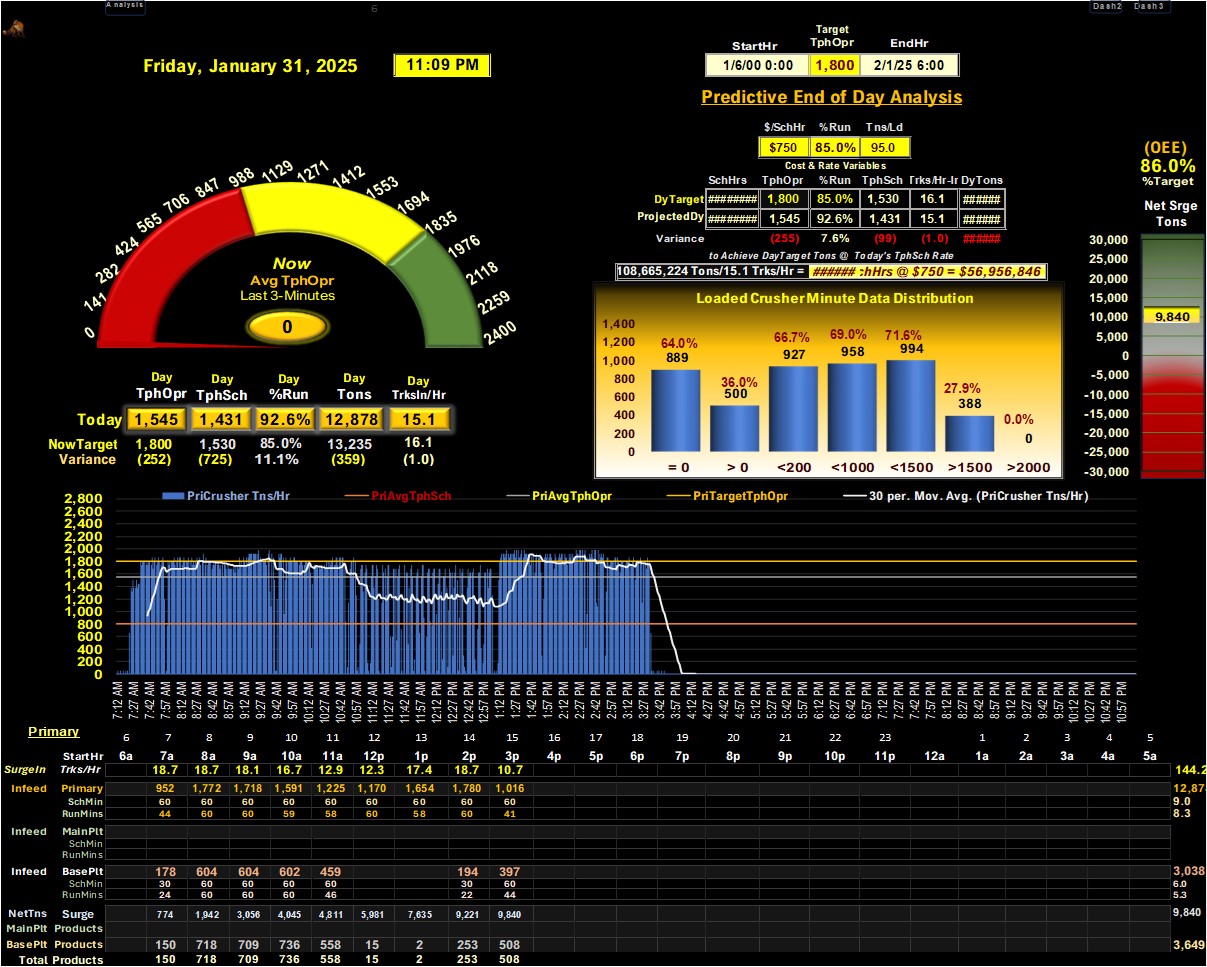 Analysis
6
Dash2 Dash3
Friday, January 31, 2025
11:09 PM
StartHr Target TphOpr EndHr
1/6/00 0:00 1,800 2/1/25 6:00
Predictive End of Day Analysis
$/SchHr %Run Tns/Ld
$750 85.0% 95.0
Cost & Rate Variables
SchHrs TphOpr %Run TphSch Trks/Hr-Ir DyTons
DyTarget ######## 1,800 85.0% 1,530 16.1 ######
ProjectedDy ######## 1,545 92.6% 1,431 15.1 ######
Variance (255) 7.6% (99) (1.0) ######
to Achieve DayTarget Tons @ Today's TphSch Rate
108,665,224 Tons/15.1 Trks/Hr = ###### :hHrs @ $750 = $56,956,846
(OEE)
86.0%
%Target
Net Srge
Tons
30,000
25,000
20,000
15,000
10,000
9,840
5,000
0
-5,000
-10,000
-15,000
-20,000
-25,000
-30,000
0 141 282 424 565 706 847 988 1129 1271 1412 1553 1694 1835 1976 2118 2259 2400
Now
Avg TphOpr
Last 3-Minutes
0
Day TphOpr Day TphSch Day %Run Day Tons Day TrksIn/Hr
Today 1,545 1,431 92.6% 12,878 15.1
NowTarget 1,800 1,530 85.0% 13,235 16.1
Variance (252) (725) 11.1% (359) (1.0)
Loaded Crusher Minute Data Distribution
1,400
1,200
1,000
800
600
400
200
0
64.0% 36.0% 66.7% 69.0% 71.6% 27.9% 0.0%
889 500 927 958 994 388 0
= 0 > 0 <200 <1000 <1500 >1500 >2000
PriCrusher Tns/Hr PriAvgTphSch PriAvgTphOpr PriTargetTphOpr 30 per. Mov. Avg. (PriCrusher Tns/Hr)
2,800
2,600
2,400
2,200
2,000
1,800
1,600
1,400
1,200
1,000
800
600
400
200
0
7:12 AM 7:27 AM 7:42 AM 7:57 AM 8:12 AM 8:27 AM 8:42 AM 8:57 AM 9:12 AM 9:27 AM 9:42 AM 9:57 AM 10:12 AM 10:27 AM 10:42 AM 10:57 AM 11:12 AM 11:27 AM 11:42 AM 11:57 AM 12:12 PM 12:27 PM 12:42 PM 12:57 PM 1:12 PM 1:27 PM 1:42 PM 1:57 PM 2:12 PM 2:27 PM 2:42 PM 2:57 PM 3:12 PM 3:27 PM 3:42 PM 3:57 PM 4:12 PM 4:27 PM 4:42 PM 4:57 PM 5:12 PM 5:27 PM 5:42 PM 5:57 PM 6:12 PM 6:27 PM 6:42 PM 6:57 PM 7:12 PM 7:27 PM 7:42 PM 7:57 PM 8:12 PM 8:27 PM 8:42 PM 8:57 PM 9:12 PM 9:27 PM 9:42 PM 9:57 PM 10:12 PM 10:27 PM 10:42 PM 10:57 PM
Primary
6 7 8 9 10 11 12 13 14 15 16 17 18 19 20 21 22 23 1 2 3 4 5
StartHr 6a 7a 8a 9a 10a 11a 12p 1p 2p 3p 4p 5p 6p 7p 8p 9p 10p 11p 12a 1a 2a 3a 4a 5a
SurgeIn Trks/Hr 18.7 18.7 18.1 16.7 12.9 12.3 17.4 18.7 10.7 144.2
Infeed Primary 952 1,772 1,718 1,591 1,225 1,170 1,654 1,780 1,016 12,87
SchMin 60 60 60 60 60 60 60 60 60 9.0
RunMins 44 60 60 59 58 60 58 60 41 8.3
Infeed MainPlt
SchMin
RunMins
Infeed BasePlt 178 604 604 602 459 194 397 3,038
SchMin 30 60 60 60 60 30 60 6.0
RunMins 24 60 60 60 46 22 44 5.3
NetTns Surge 774 1,942 3,056 4,045 4,811 5,981 7,635 9,221 9,840 9,840
MainPlt Products
BasePlt Products 150 718 709 736 558 15 2 253 508 3,649
Total Products 150 718 709 736 558 15 2 253 508